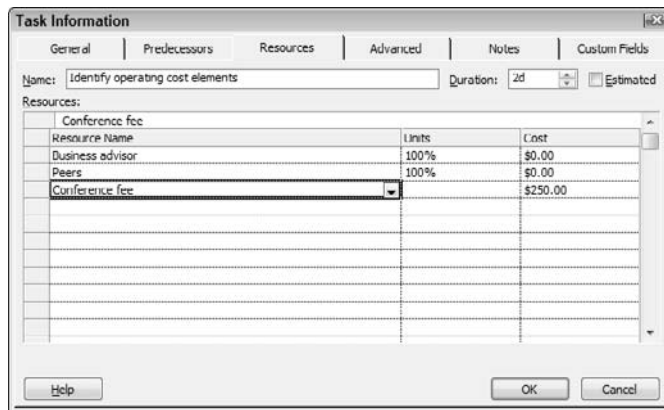 Task Information
General Predecessors Resources Advanced Notes Custom Fields
Name: Identify operating cost elements Duration: 2d Estimated
Resources:
Conference fee
Resource Name Units Cost
Business advisor 100% $0.00
Peers 100% $0.00
Conference fee $250.00
Help OK Cancel